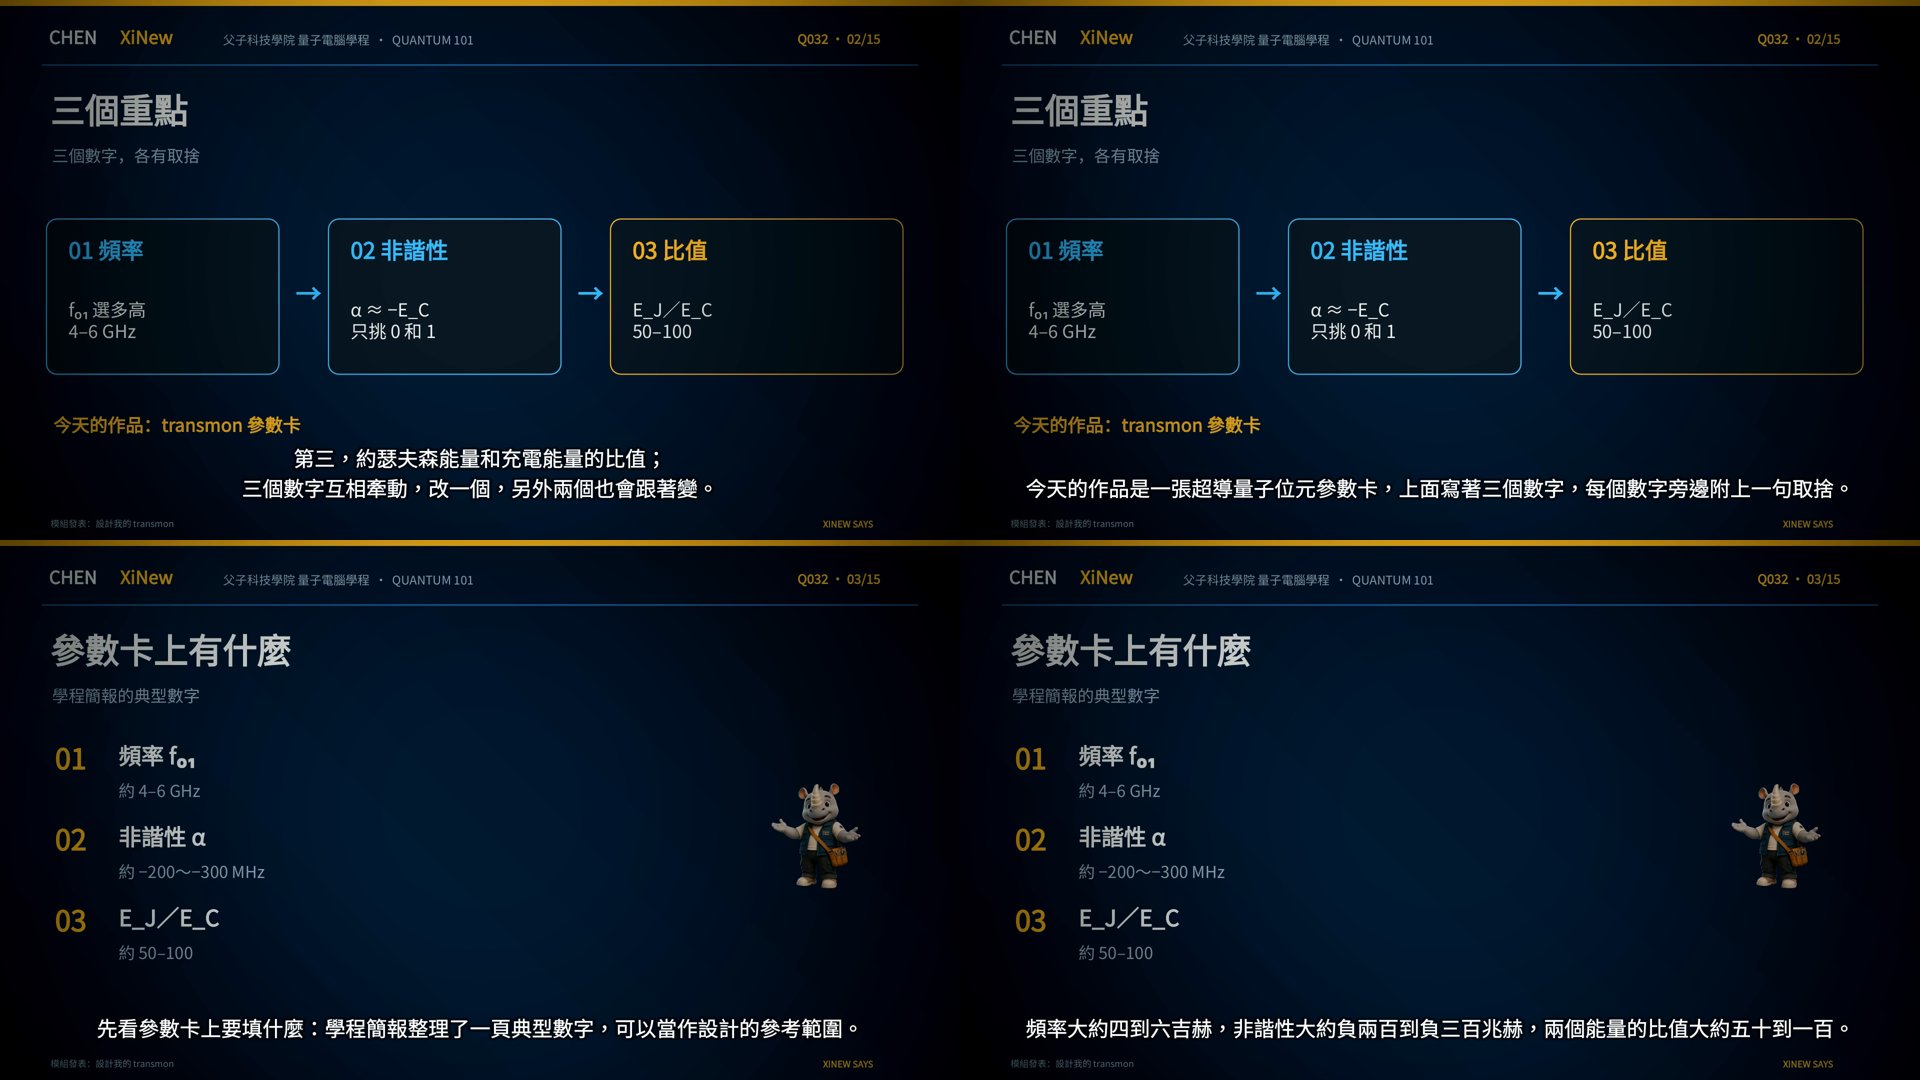 CHEN XiNew 父子科技學院 量子電腦學程 · QUANTUM 101 Q032 · 02/15
三個重點
三個數字，各有取捨
01 頻率
f₀₁ 選多高
4–6 GHz
→
02 非諧性
α ≈ −E_C
只挑 0 和 1
→
03 比值
E_J／E_C
50–100
今天的作品：transmon 參數卡
第三，約瑟夫森能量和充電能量的比值；
三個數字互相牽動，改一個，另外兩個也會跟著變。
模組發表：設計我的 transmon XINEW SAYS
CHEN XiNew 父子科技學院 量子電腦學程 · QUANTUM 101 Q032 · 02/15
三個重點
三個數字，各有取捨
01 頻率
f₀₁ 選多高
4–6 GHz
→
02 非諧性
α ≈ −E_C
只挑 0 和 1
→
03 比值
E_J／E_C
50–100
今天的作品：transmon 參數卡
今天的作品是一張超導量子位元參數卡，上面寫著三個數字，每個數字旁邊附上一句取捨。
模組發表：設計我的 transmon XINEW SAYS
CHEN XiNew 父子科技學院 量子電腦學程 · QUANTUM 101 Q032 · 03/15
參數卡上有什麼
學程簡報的典型數字
01 頻率 f₀₁
約 4–6 GHz
02 非諧性 α
約 −200～−300 MHz
03 E_J／E_C
約 50–100
先看參數卡上要填什麼：學程簡報整理了一頁典型數字，可以當作設計的參考範圍。
模組發表：設計我的 transmon XINEW SAYS
CHEN XiNew 父子科技學院 量子電腦學程 · QUANTUM 101 Q032 · 03/15
參數卡上有什麼
學程簡報的典型數字
01 頻率 f₀₁
約 4–6 GHz
02 非諧性 α
約 −200～−300 MHz
03 E_J／E_C
約 50–100
頻率大約四到六吉赫，非諧性大約負兩百到負三百兆赫，兩個能量的比值大約五十到一百。
模組發表：設計我的 transmon XINEW SAYS